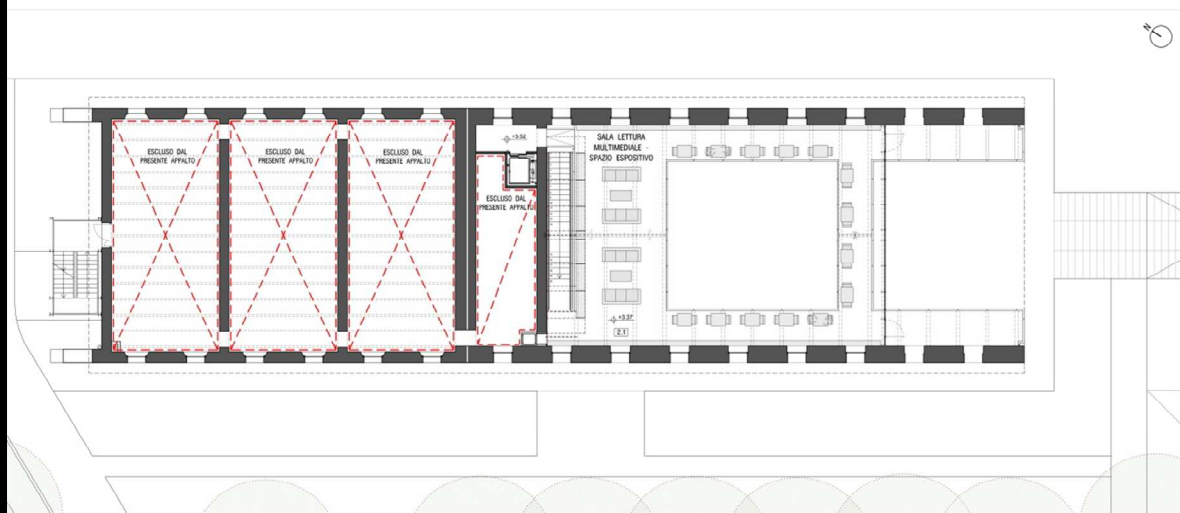 N
ESCLUSO DAL
PRESENTE APPALTO
ESCLUSO DAL
PRESENTE APPALTO
ESCLUSO DAL
PRESENTE APPALTO
+3.52
ESCLUSO DAL
PRESENTE APPALTO
SALA LETTURA
MULTIMEDIALE -
SPAZIO ESPOSITIVO
+3.37
2.1